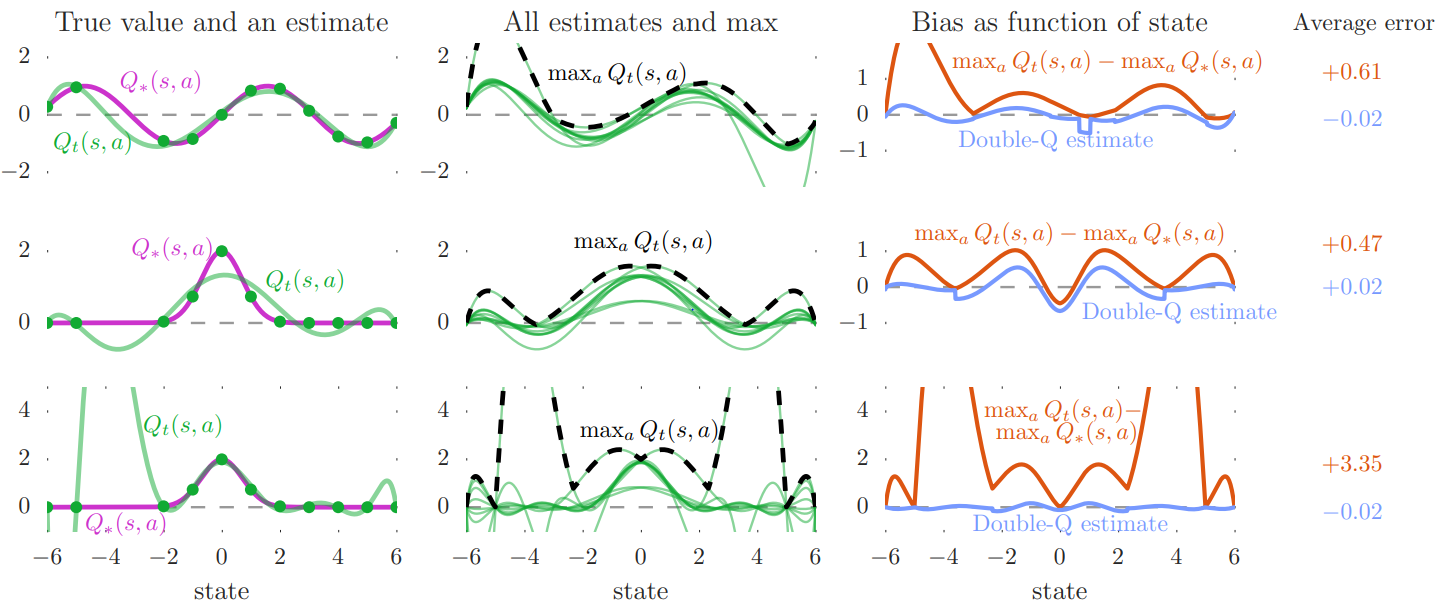 True value and an estimate
All estimates and max
Bias as function of state
Average error
2
0
−2
Q∗(s, a)
Qt(s, a)
2
0
−2
maxa Qt(s, a)
1
0
−1
maxa Qt(s, a) − maxa Q∗(s, a)
Double-Q estimate
+0.61
−0.02
2
0
Q∗(s, a)
Qt(s, a)
2
0
maxa Qt(s, a)
1
0
−1
maxa Qt(s, a) − maxa Q∗(s, a)
Double-Q estimate
+0.47
+0.02
4
2
0
Qt(s, a)
Q∗(s, a)
−6 −4 −2 0 2 4 6
state
4
2
0
maxa Qt(s, a)
−6 −4 −2 0 2 4 6
state
4
2
0
maxa Qt(s, a)−
maxa Q∗(s, a)
Double-Q estimate
−6 −4 −2 0 2 4 6
state
+3.35
−0.02